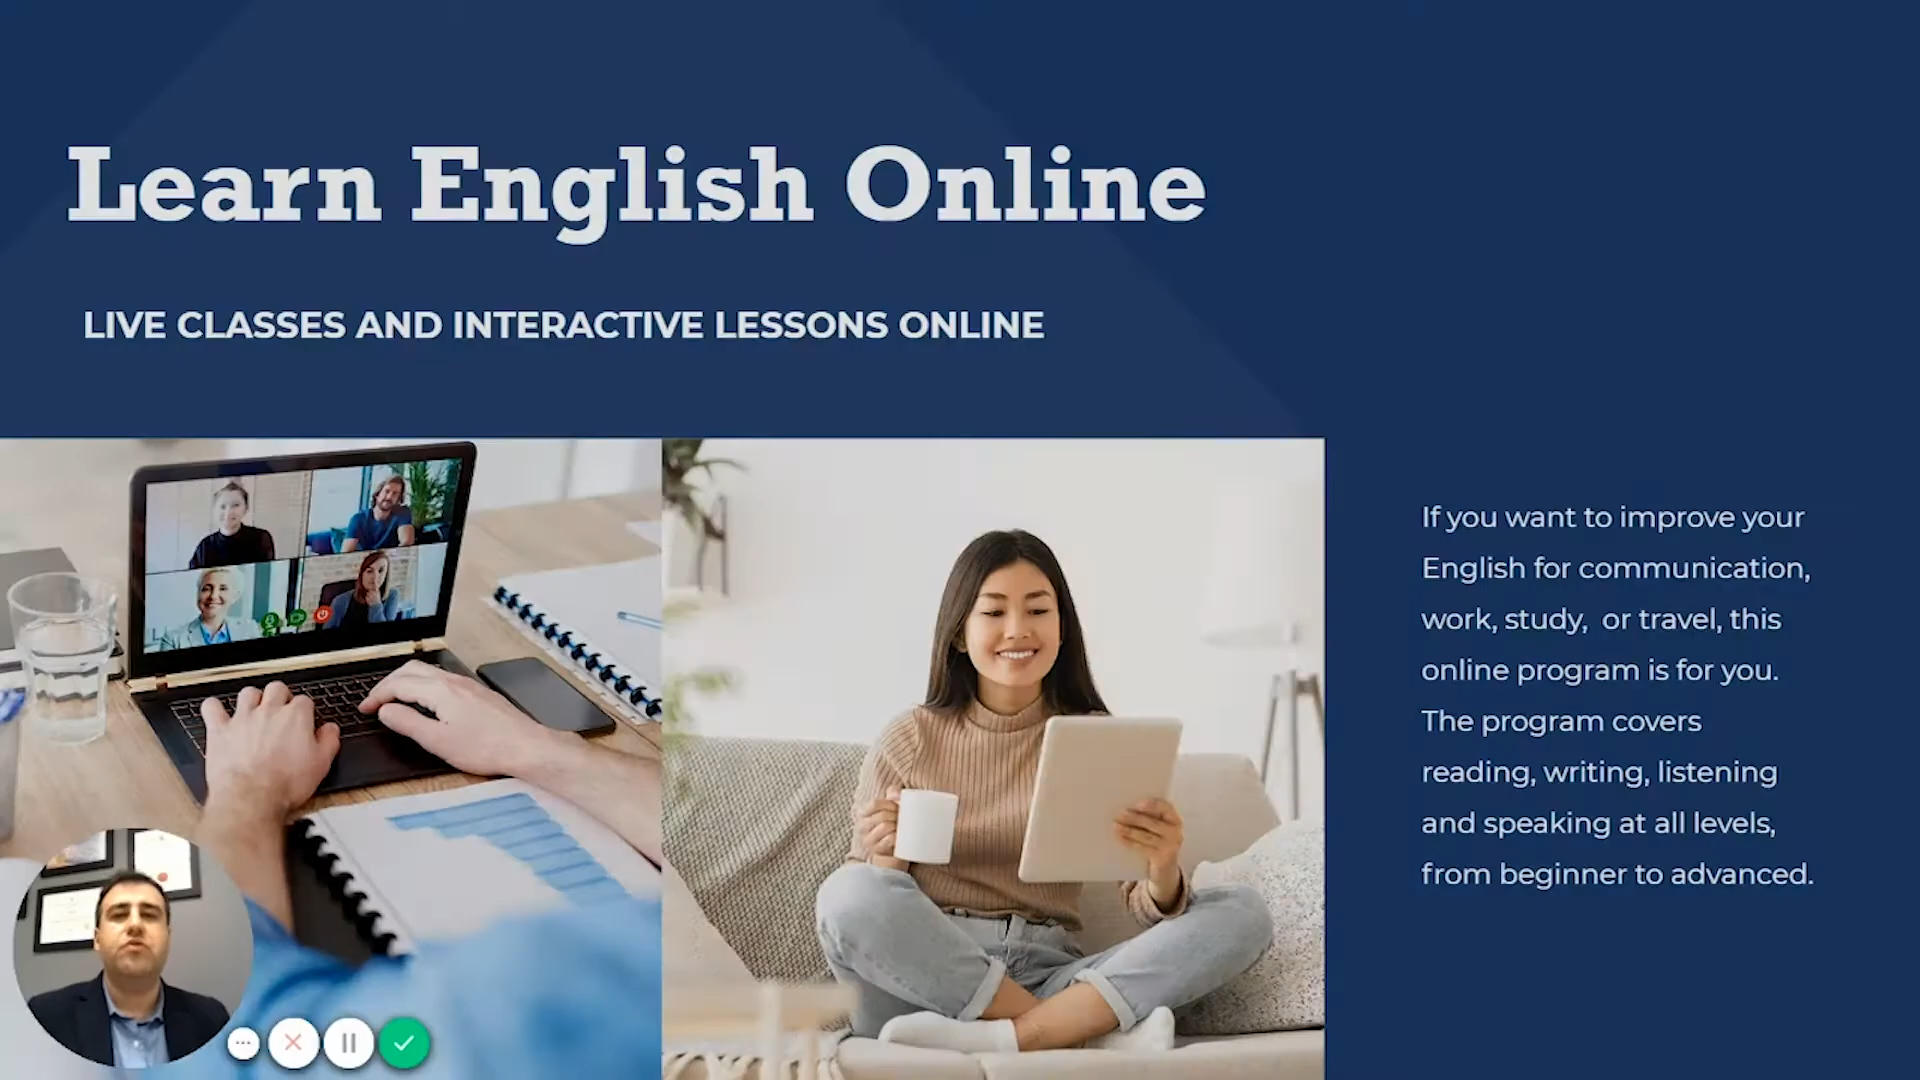 Learn English Online
LIVE CLASSES AND INTERACTIVE LESSONS ONLINE
If you want to improve your
English for communication,
work, study, or travel, this
online program is for you.
The program covers
reading, writing, listening
and speaking at all levels,
from beginner to advanced.